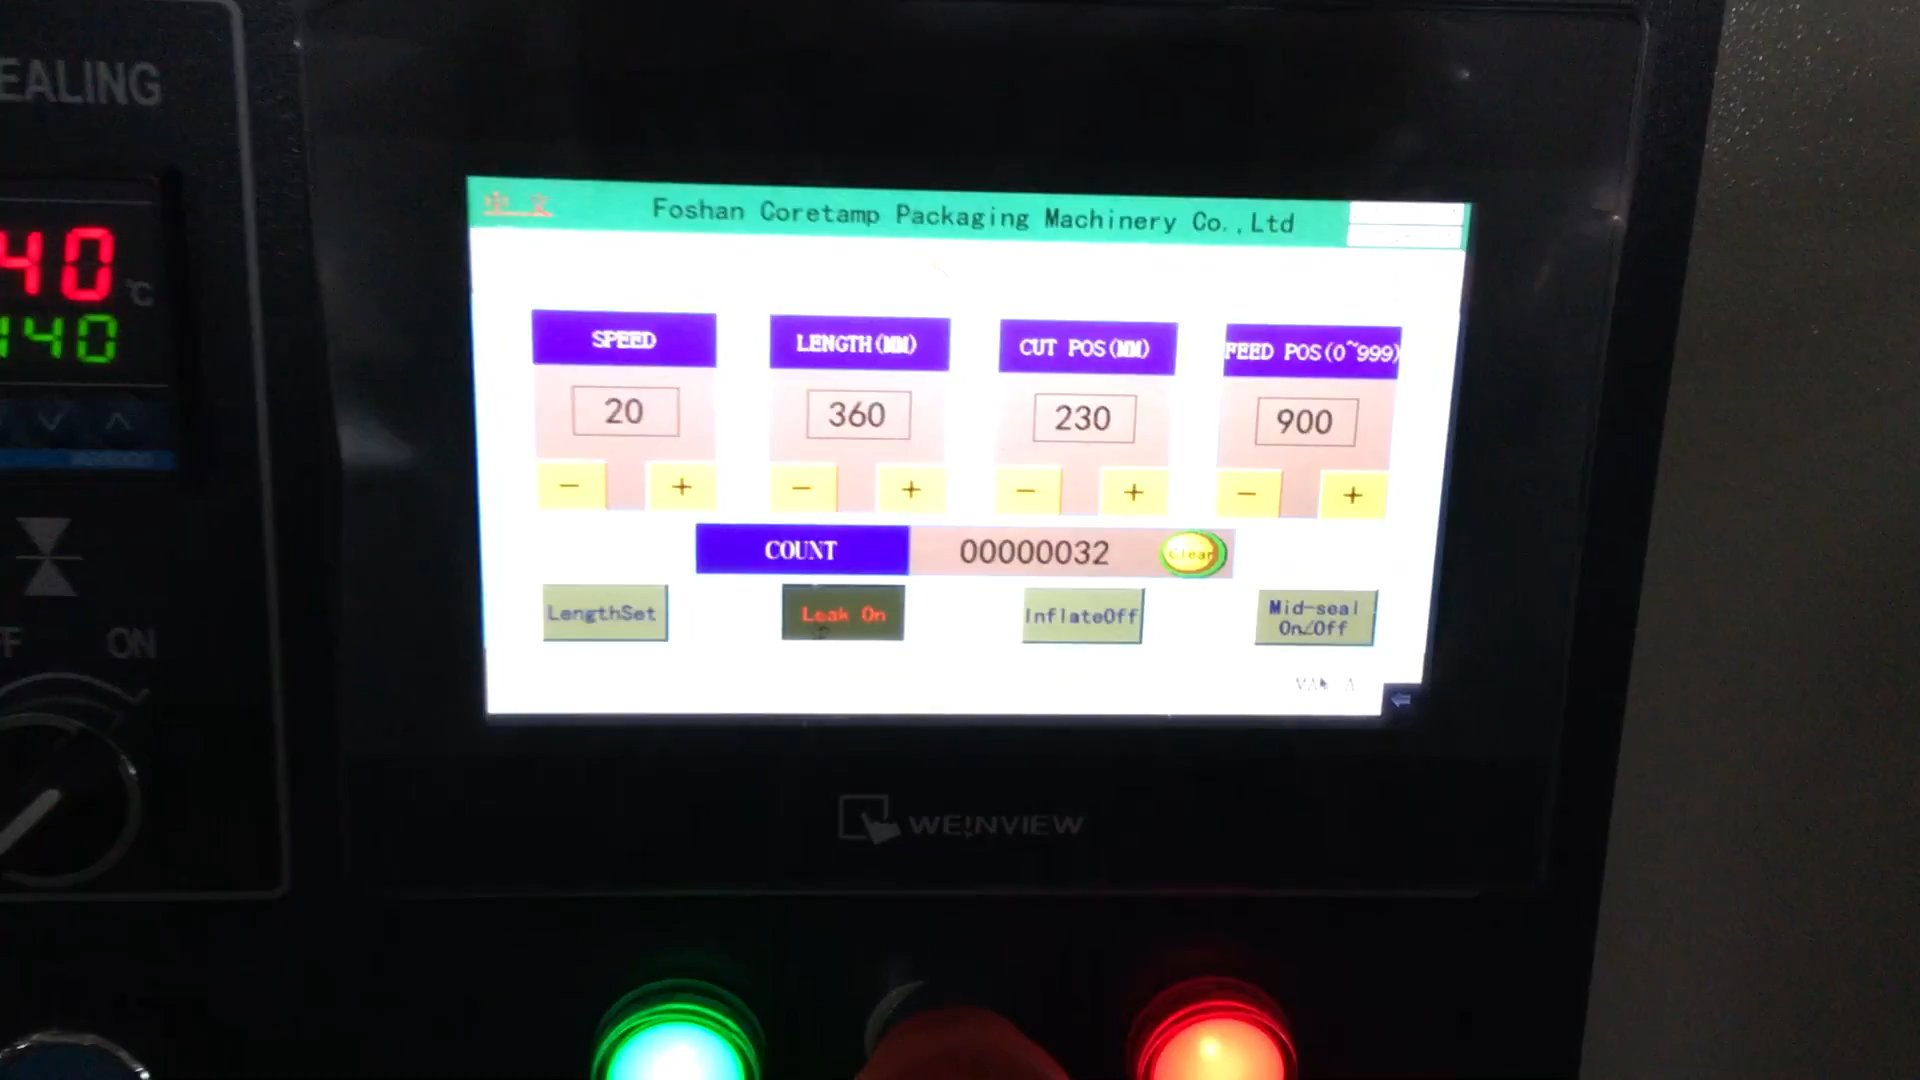 EALING
40
℃
140
FF ON
中 文
Foshan Coretamp Packaging Machinery Co.,Ltd
SPEED
LENGTH(MM)
CUT POS(MM)
FEED POS(0~999)
20
360
230
900
- +
- +
- +
- +
COUNT
00000032
Clear
LengthSet
Leak On
InflateOff
Mid-seal
On/Off
WEINVIEW